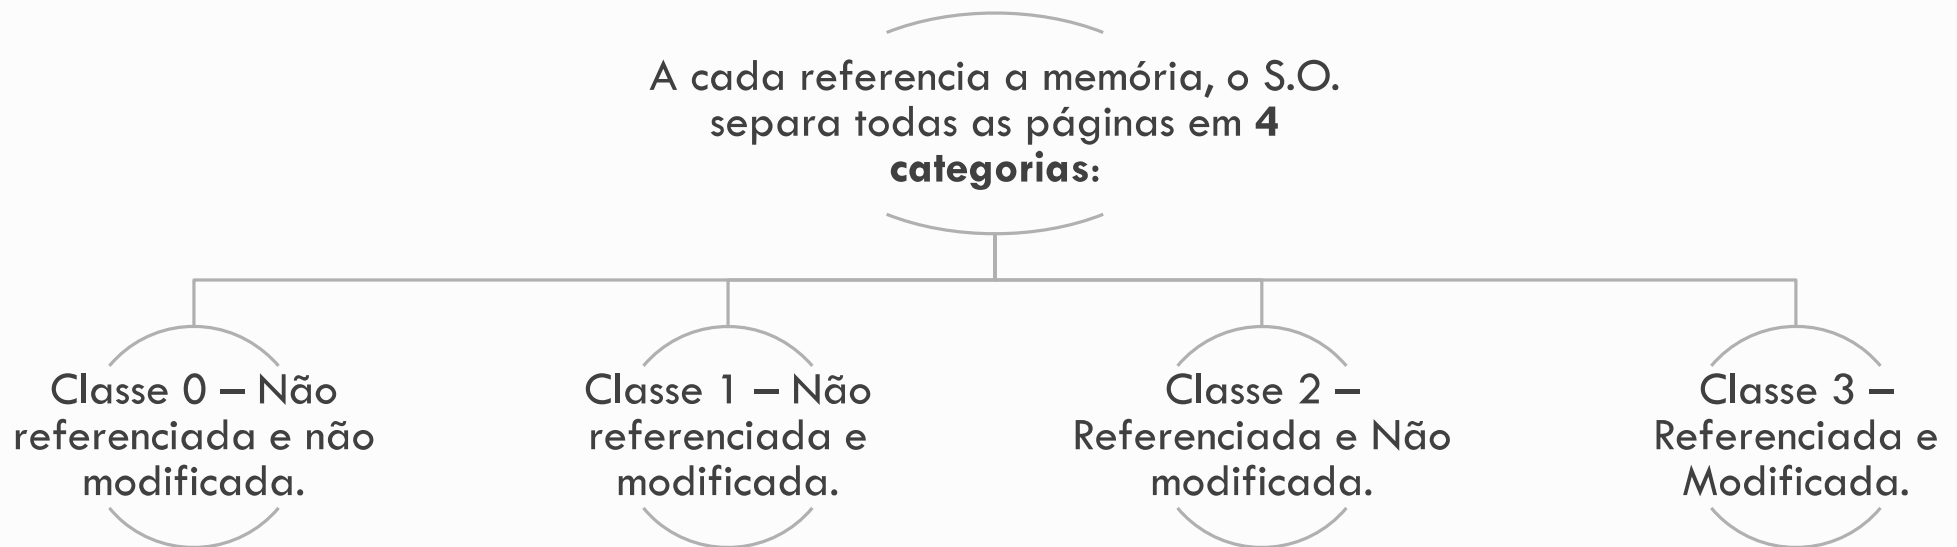 A cada referencia a memória, o S.O.
separa todas as páginas em 4
categorias:
Classe 0 – Não
referenciada e não
modificada.
Classe 1 – Não
referenciada e
modificada.
Classe 2 –
Referenciada e Não
modificada.
Classe 3 –
Referenciada e
Modificada.